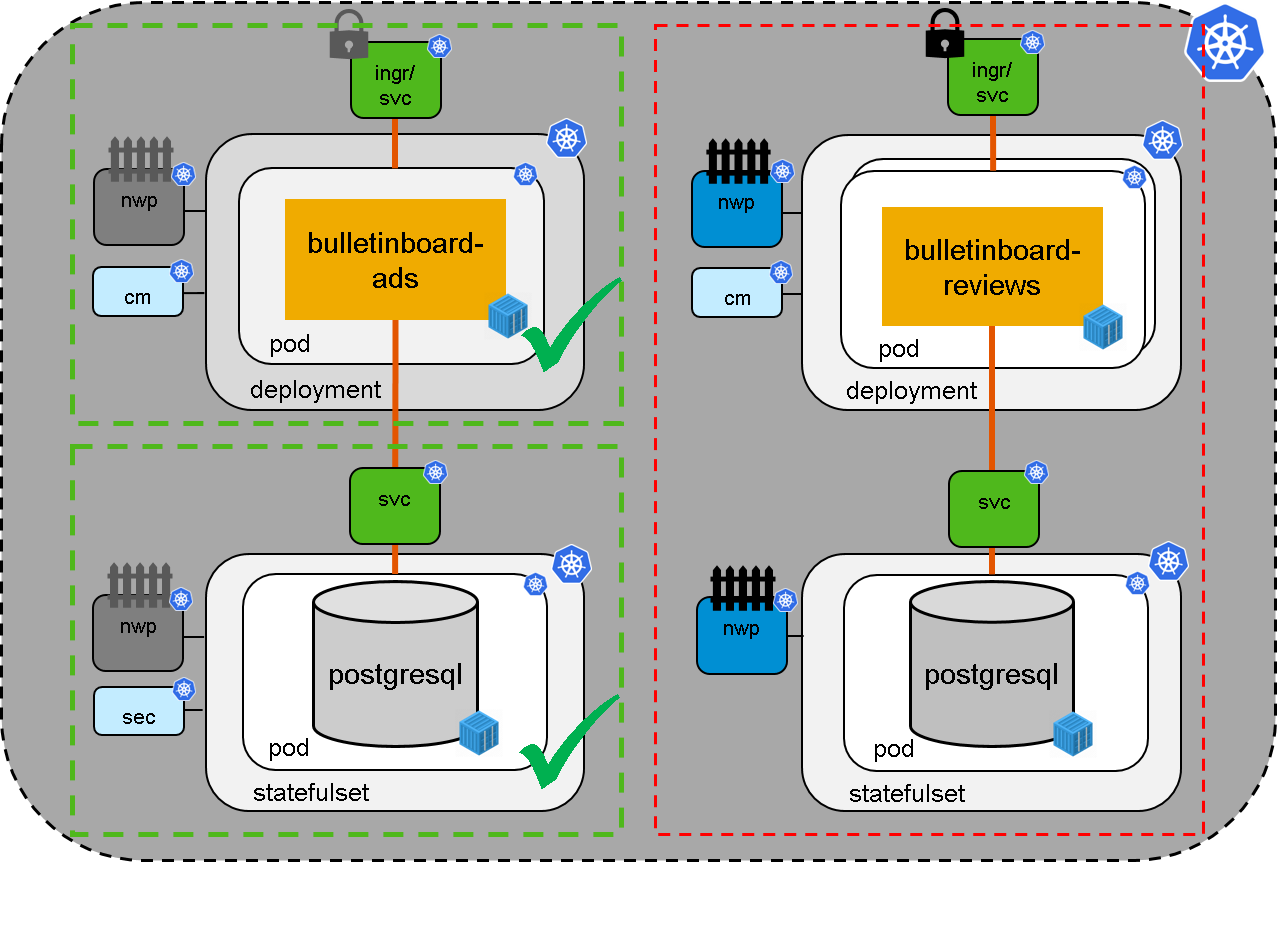 ingr/
svc
nwp
cm
bulletinboard-
ads
pod
deployment
svc
nwp
sec
postgresql
pod
statefulset
ingr/
svc
nwp
cm
bulletinboard-
reviews
pod
deployment
svc
nwp
postgresql
pod
statefulset